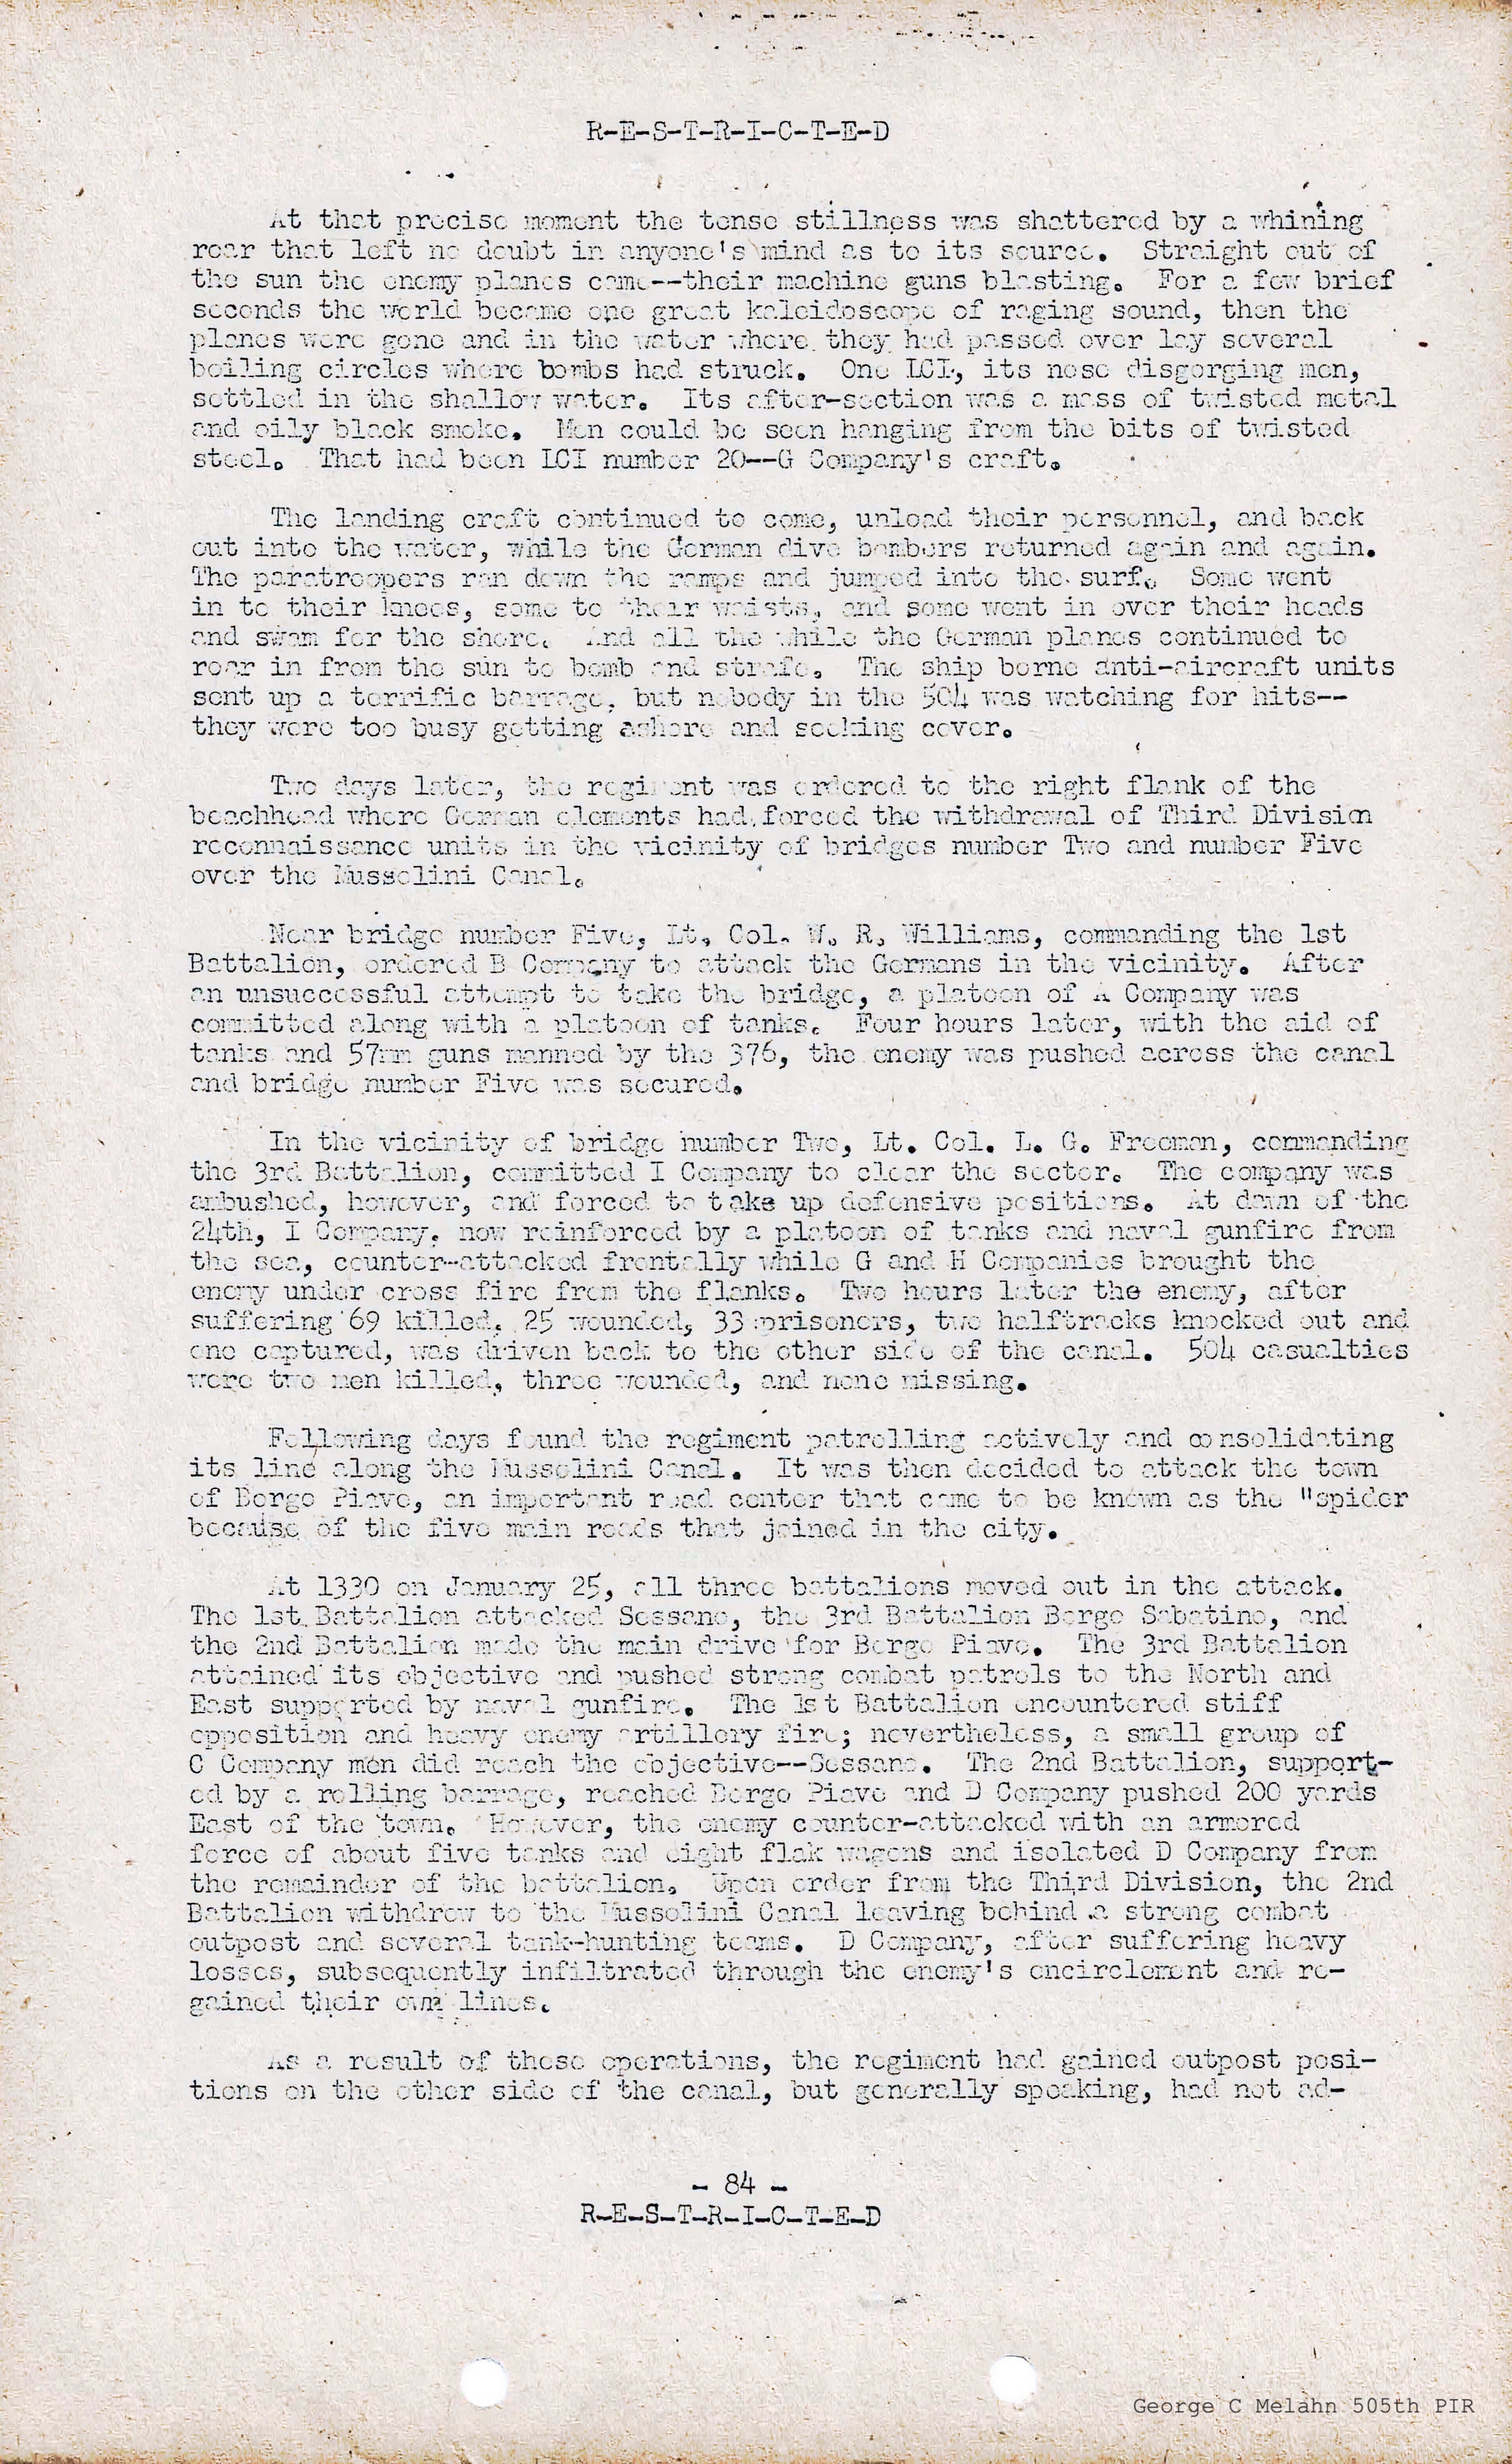 R-E-S-T-R-I-C-T-E-D
At that precise moment the tense stillness was shattered by a whining
roar that left no doubt in anyone's mind as to its source. Straight out of
the sun the enemy planes came--their machine guns blasting. For a few brief
seconds the world became one great kaleidoscope of raging sound, then the
planes were gone and in the water where they had passed over lay several
boiling circles where bombs had struck. One LCI, its nose disgorging men,
settled in the shallow water. Its after-section was a mass of twisted metal
and oily black smoke. Men could be seen hanging from the bits of twisted
steel. That had been LCI number 20--G Company's craft.
The landing craft continued to come, unload their personnel, and back
out into the water, while the German dive bombers returned again and again.
The paratroopers ran down the ramps and jumped into the surf. Some went
in to their knees, some to their waists, and some went in over their heads
and swam for the shore. And all the while the German planes continued to
roar in from the sun to bomb and strafe. The ship borne anti-aircraft units
sent up a terrific barrage, but nobody in the 504 was watching for hits--
they were too busy getting ashore and seeking cover.
Two days later, the regiment was ordered to the right flank of the
beachhead where German elements had forced the withdrawal of Third Division
reconnaissance units in the vicinity of bridges number Two and number Five
over the Mussolini Canal.
Near bridge number Five, Lt. Col. W. R. Williams, commanding the 1st
Battalion, ordered B Company to attack the Germans in the vicinity. After
an unsuccessful attempt to take the bridge, a platoon of A Company was
committed along with a platoon of tanks. Four hours later, with the aid of
tanks and 57mm guns manned by the 376, the enemy was pushed across the canal
and bridge number Five was secured.
In the vicinity of bridge number Two, Lt. Col. L. G. Freeman, commanding
the 3rd Battalion, committed I Company to clear the sector. The company was
ambushed, however, and forced to take up defensive positions. At dawn of the
24th, I Company, now reinforced by a platoon of tanks and naval gunfire from
the sea, counter-attacked frontally while G and H Companies brought the
enemy under cross fire from the flanks. Two hours later the enemy, after
suffering 69 killed, 25 wounded, 33 prisoners, two halftracks knocked out and
one captured, was driven back to the other side of the canal. 504 casualties
were two men killed, three wounded, and none missing.
Following days found the regiment patrolling actively and consolidating
its line along the Mussolini Canal. It was then decided to attack the town
of Borgo Piave, an important road center that came to be known as the "spider
because of the five main roads that joined in the city.
At 1330 on January 25, all three battalions moved out in the attack.
The 1st Battalion attacked Sessano, the 3rd Battalion Borgo Sabatino, and
the 2nd Battalion made the main drive for Borgo Piave. The 3rd Battalion
attained its objective and pushed strong combat patrols to the North and
East supported by naval gunfire. The 1st Battalion encountered stiff
opposition and heavy enemy artillery fire; nevertheless, a small group of
C Company men did reach the objective--Sessano. The 2nd Battalion, support-
ed by a rolling barrage, reached Borgo Piave and D Company pushed 200 yards
East of the town. However, the enemy counter-attacked with an armored
force of about five tanks and eight flak wagons and isolated D Company from
the remainder of the battalion. Upon order from the Third Division, the 2nd
Battalion withdrew to the Mussolini Canal leaving behind a strong combat
outpost and several tank-hunting teams. D Company, after suffering heavy
losses, subsequently infiltrated through the enemy's encirclement and re-
gained their own lines.
As a result of these operations, the regiment had gained outpost posi-
tions on the other side of the canal, but generally speaking, had not ad-
- 84 -
R-E-S-T-R-I-C-T-E-D
George C Melahn 505th PIR